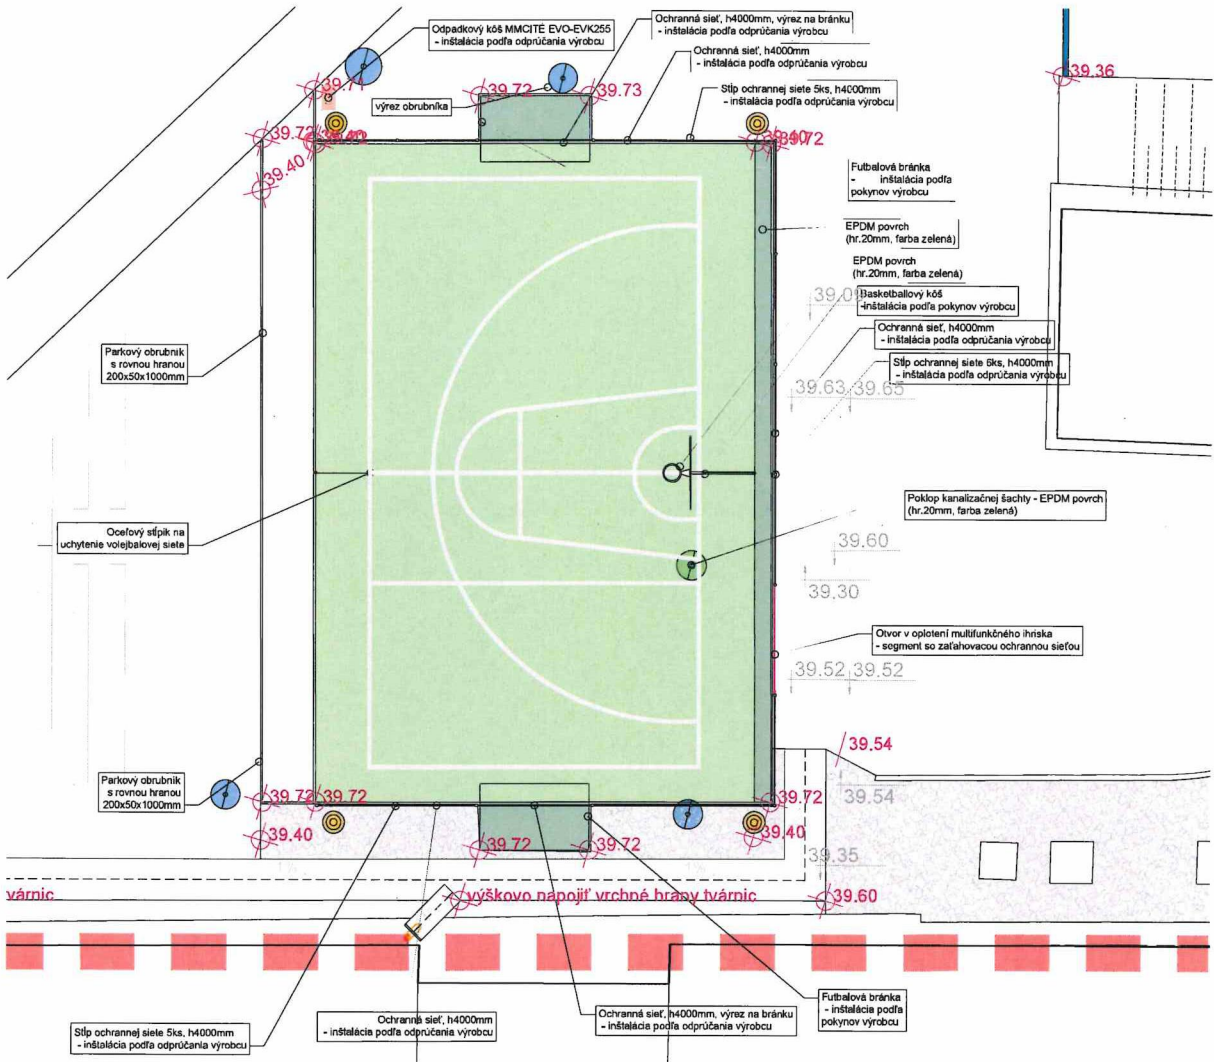 Odpadkový kôš MMCITÉ EVO-EVK255
- inštalácia podľa odprúčania výrobcu
Ochranná sieť, h4000mm, výrez na bránku
- inštalácia podľa odprúčania výrobcu
Ochranná sieť, h4000mm
- inštalácia podľa odprúčania výrobcu
Stĺp ochrannej siete 5ks, h4000mm
- inštalácia podľa odprúčania výrobcu
výrez obrubníka
39.36
39.72
39.73
39.72
39.40
39.72
39.40
Futbalová bránka
- inštalácia podľa
pokynov výrobcu
EPDM povrch
(hr.20mm, farba zelená)
EPDM povrch
(hr.20mm, farba zelená)
Basketballový kôš
-inštalácia podľa pokynov výrobcu
Ochranná sieť, h4000mm
- inštalácia podľa odprúčania výrobcu
Stĺp ochrannej siete 6ks, h4000mm
- inštalácia podľa odprúčania výrobcu
39.63
39.65
Parkový obrubník
s rovnou hranou
200x50x1000mm
Oceľový stĺpik na
uchytenie volejbalovej siete
Poklop kanalizačnej šachty - EPDM povrch
(hr.20mm, farba zelená)
39.60
39.30
Otvor v oplotení multifunkčného ihriska
- segment so zaťahovacou ochrannou sieťou
39.52
39.52
39.54
39.54
Parkový obrubník
s rovnou hranou
200x50x1000mm
39.72
39.72
39.72
39.40
39.40
39.72
39.72
39.35
tvárnic
výškovo napojiť vrchné hrany tvárnic
39.60
Stĺp ochrannej siete 5ks, h4000mm
- inštalácia podľa odprúčania výrobcu
Ochranná sieť, h4000mm
- inštalácia podľa odprúčania výrobcu
Ochranná sieť, h4000mm, výrez na bránku
- inštalácia podľa odprúčania výrobcu
Futbalová bránka
- inštalácia podľa
pokynov výrobcu